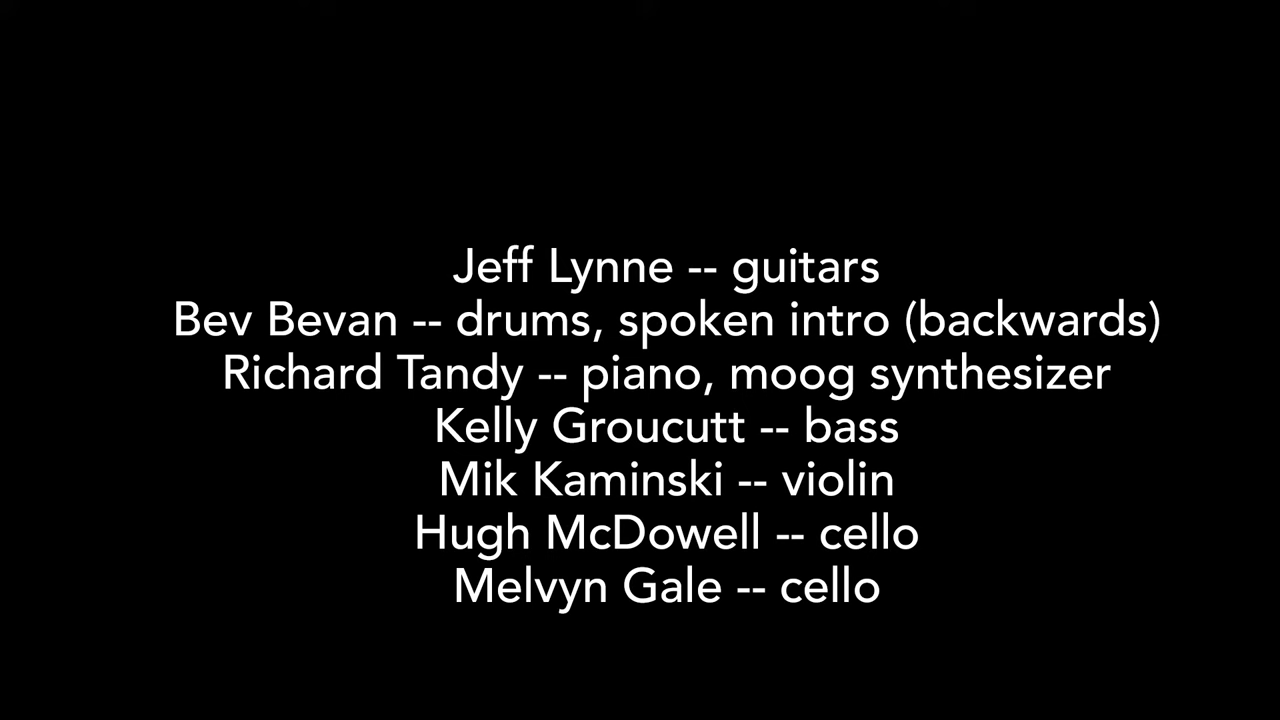 Jeff Lynne -- guitars
Bev Bevan -- drums, spoken intro (backwards)
Richard Tandy -- piano, moog synthesizer
Kelly Groucutt -- bass
Mik Kaminski -- violin
Hugh McDowell -- cello
Melvyn Gale -- cello